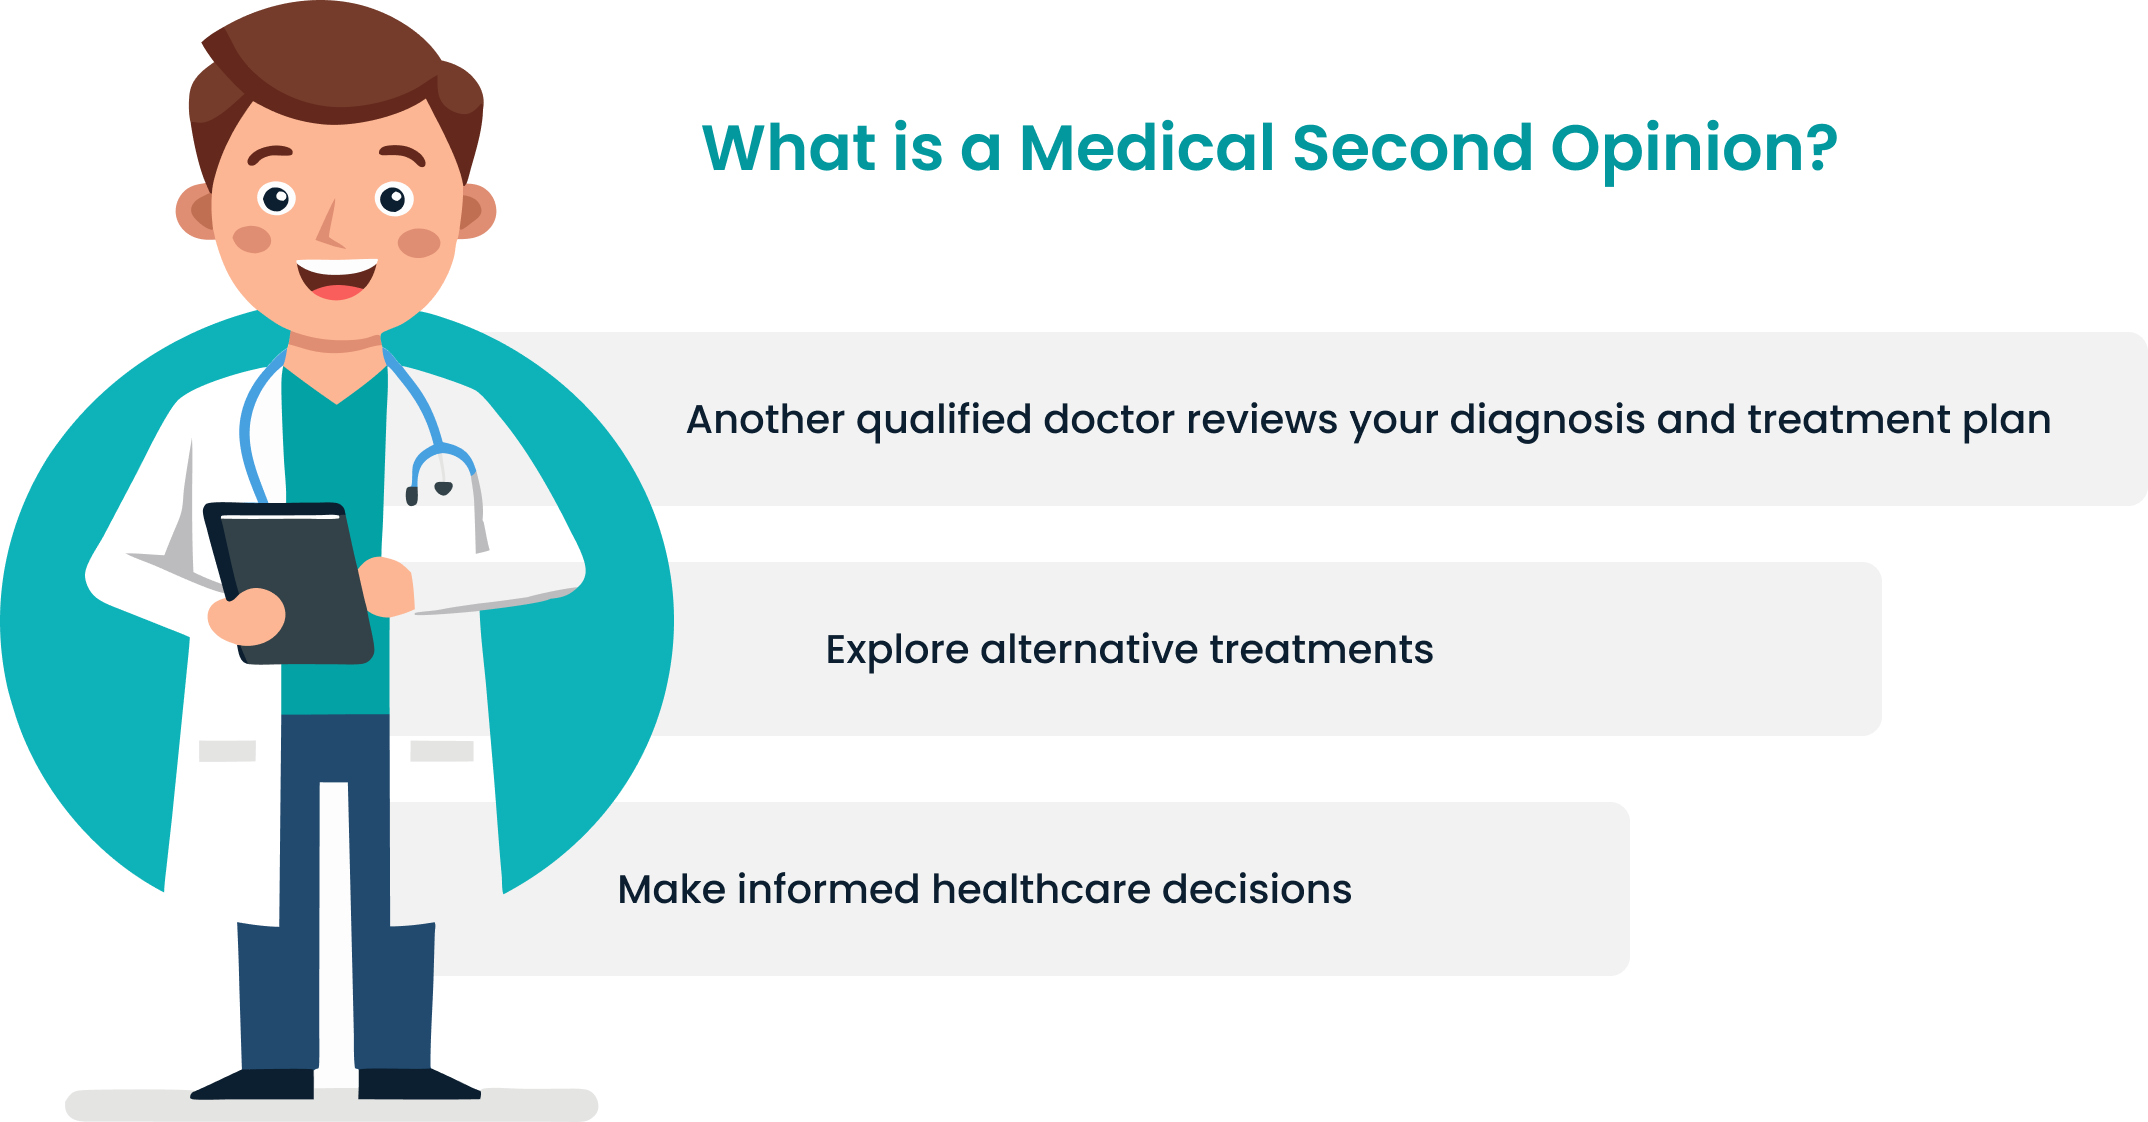 What is a Medical Second Opinion?
Another qualified doctor reviews your diagnosis and treatment plan
Explore alternative treatments
Make informed healthcare decisions